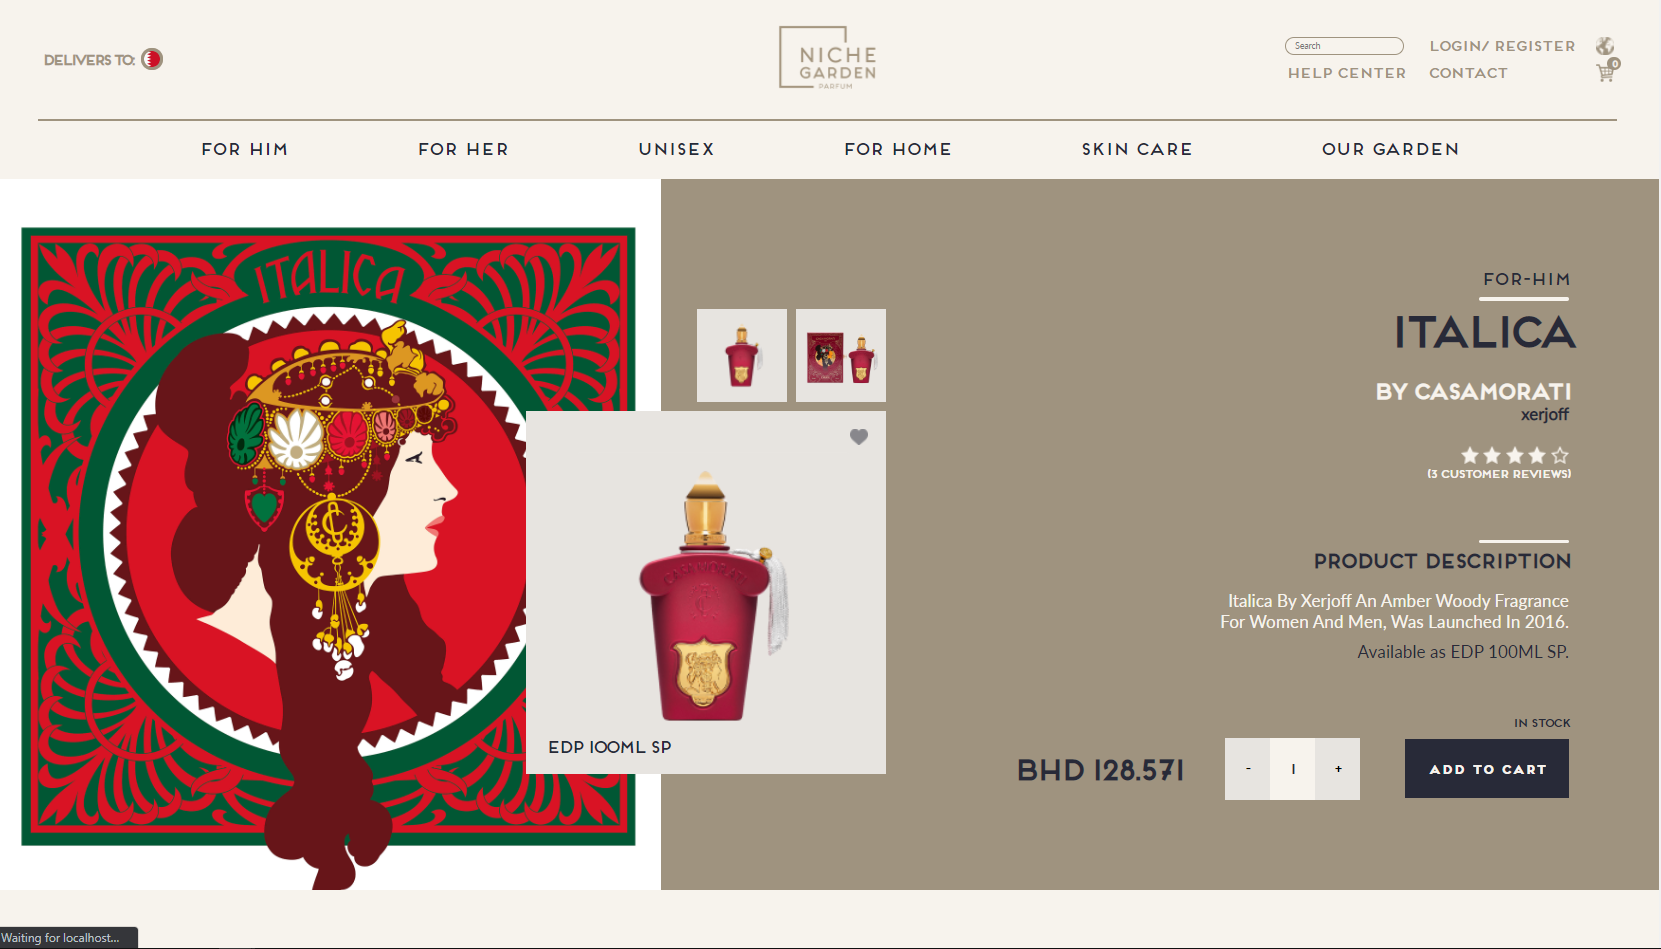 DELIVERS TO:
NICHE
GARDEN
PARFUM
Search
LOGIN/ REGISTER
HELP CENTER
CONTACT
0
FOR HIM
FOR HER
UNISEX
FOR HOME
SKIN CARE
OUR GARDEN
ITALICA
FOR-HIM
ITALICA
BY CASAMORATI
xerjoff
(3 CUSTOMER REVIEWS)
CASAMORATI
EDP 100ML SP
PRODUCT DESCRIPTION
Italica By Xerjoff An Amber Woody Fragrance
For Women And Men, Was Launched In 2016.
Available as EDP 100ML SP.
IN STOCK
BHD 128.571
- 1 +
ADD TO CART
Waiting for localhost...